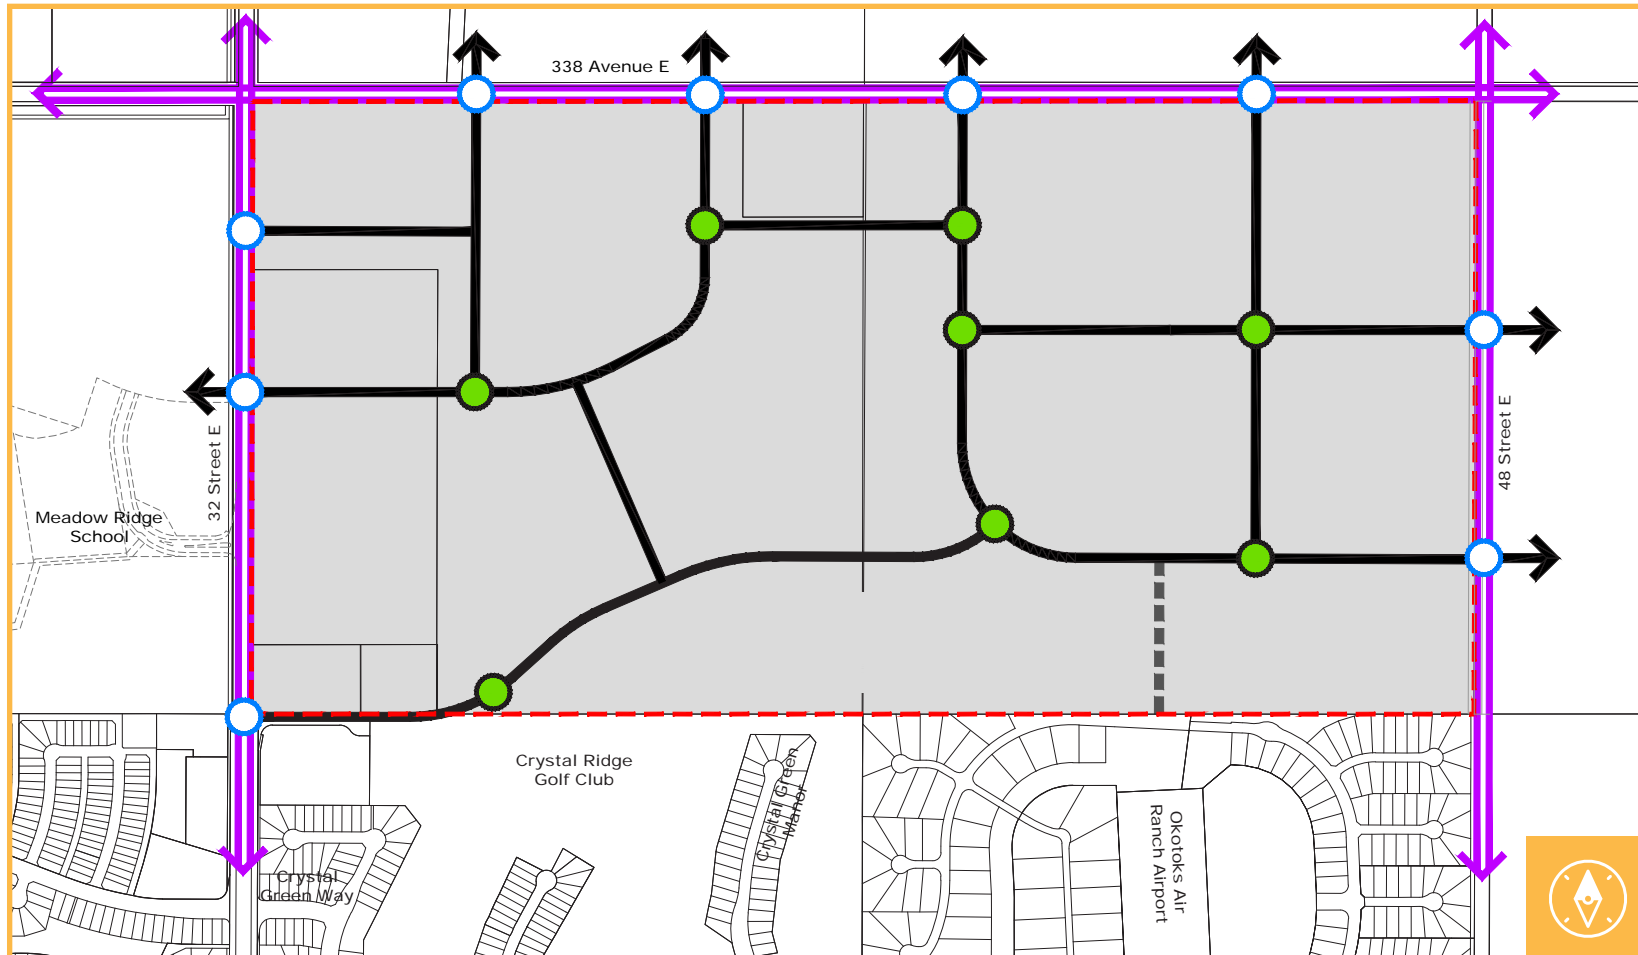 338 Avenue E
32 Street E
48 Street E
Meadow Ridge
School
Crystal Ridge
Golf Club
Crystal Green
Manor
Okotoks Air
Ranch Airport
Crystal
Green Way